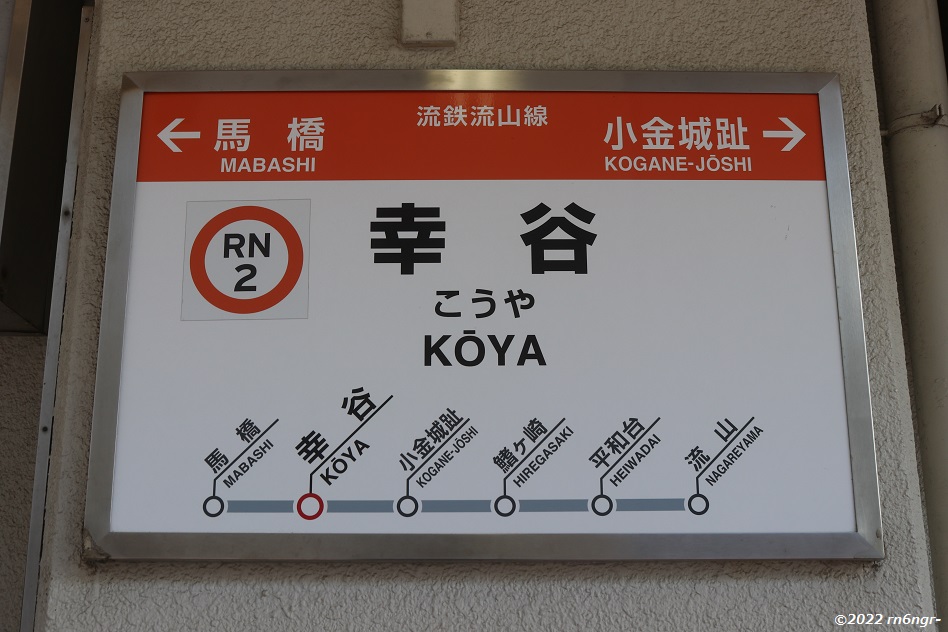 流鉄流山線
← 馬橋 小金城趾 →
MABASHI KOGANE-JŌSHI
RN
2
幸谷
こうや
KŌYA
馬橋
MABASHI
幸谷
KŌYA
小金城趾
KOGANE-JŌSHI
鰭ヶ崎
HIREGASAKI
平和台
HEIWADAI
流山
NAGAREYAMA
©2022 rn6ngr-